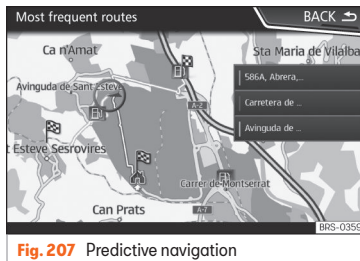 Most frequent routes
BACK
Ca n'Amat
Sta Maria de Vilalba
586A, Abrera,...
Avinguda de Sant Esteve
A-2
Carretera de ...
Avinguda de ...
t Esteve Sesrovires
Carrer de Montserrat
Can Prats
A-7
BRS-0359
Fig. 207 Predictive navigation